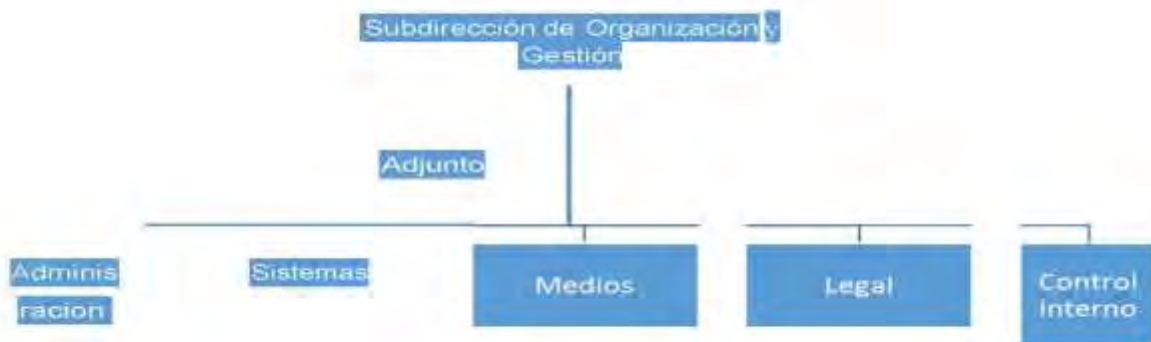 Subdirección de Organización y
Gestión
Adjunto
Adminis
racion
Sistemas
Medios
Legal
Control
Interno